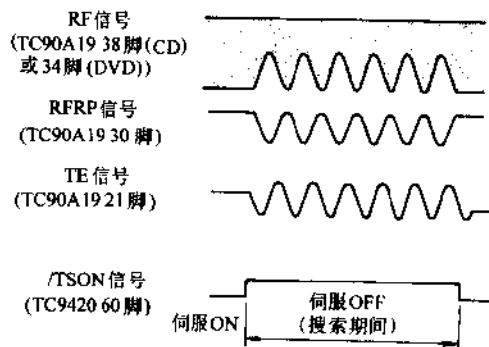 RF信号
(TC90A19 38脚(CD)
或34脚(DVD))
RFRP信号
(TC90A19 30脚)
TE信号
(TC90A19 21脚)
/TSON信号
(TC9420 60脚)
伺服ON
伺服OFF
(搜索期间)